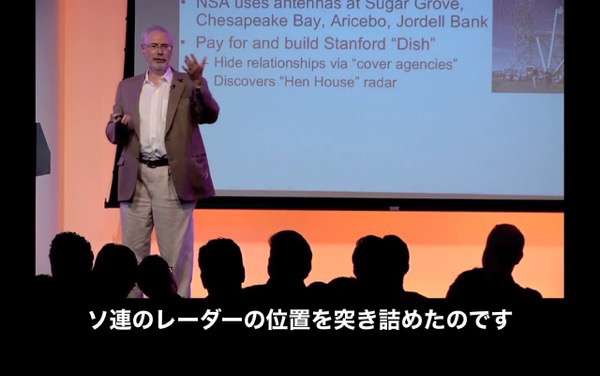 • NSA uses antennas at Sugar Grove,
Chesapeake Bay, Aricebo, Jordell Bank
• Pay for and build Stanford “Dish”
• Hide relationships via “cover agencies”
• Discovers “Hen House” radar
ソ連のレーダーの位置を突き詰めたのです